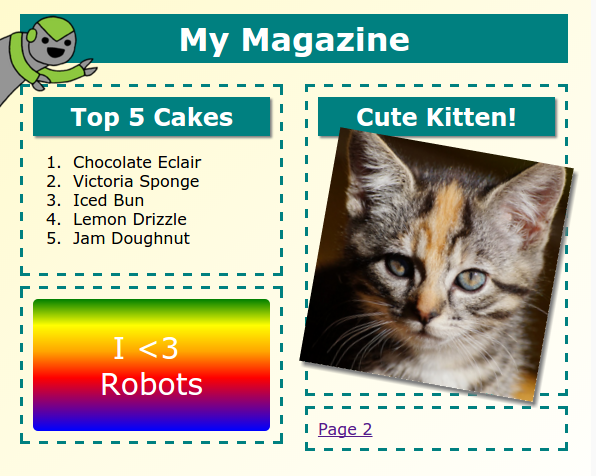 My Magazine
Top 5 Cakes
1. Chocolate Eclair
2. Victoria Sponge
3. Iced Bun
4. Lemon Drizzle
5. Jam Doughnut
I <3
Robots
Cute Kitten!
Page 2